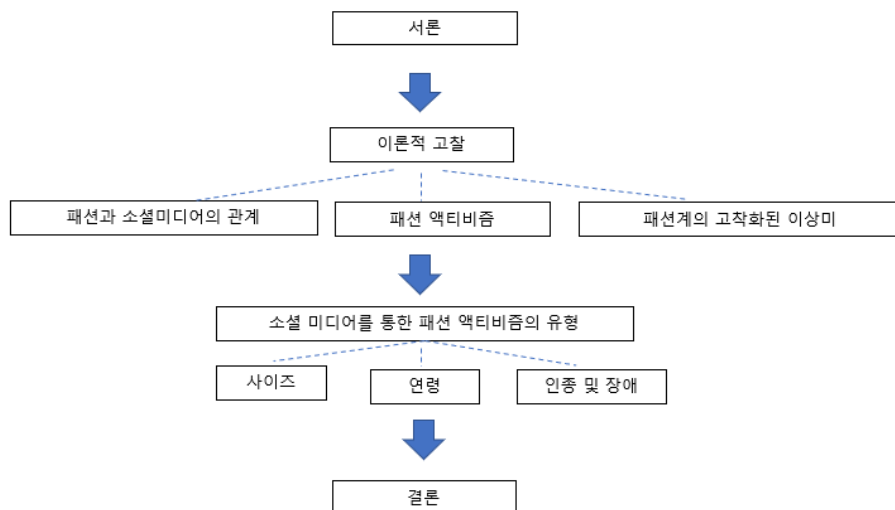 서론
이론적 고찰
패션과 소셜미디어의 관계
패션 액티비즘
패션계의 고착화된 이상미
소셜 미디어를 통한 패션 액티비즘의 유형
사이즈
연령
인종 및 장애
결론